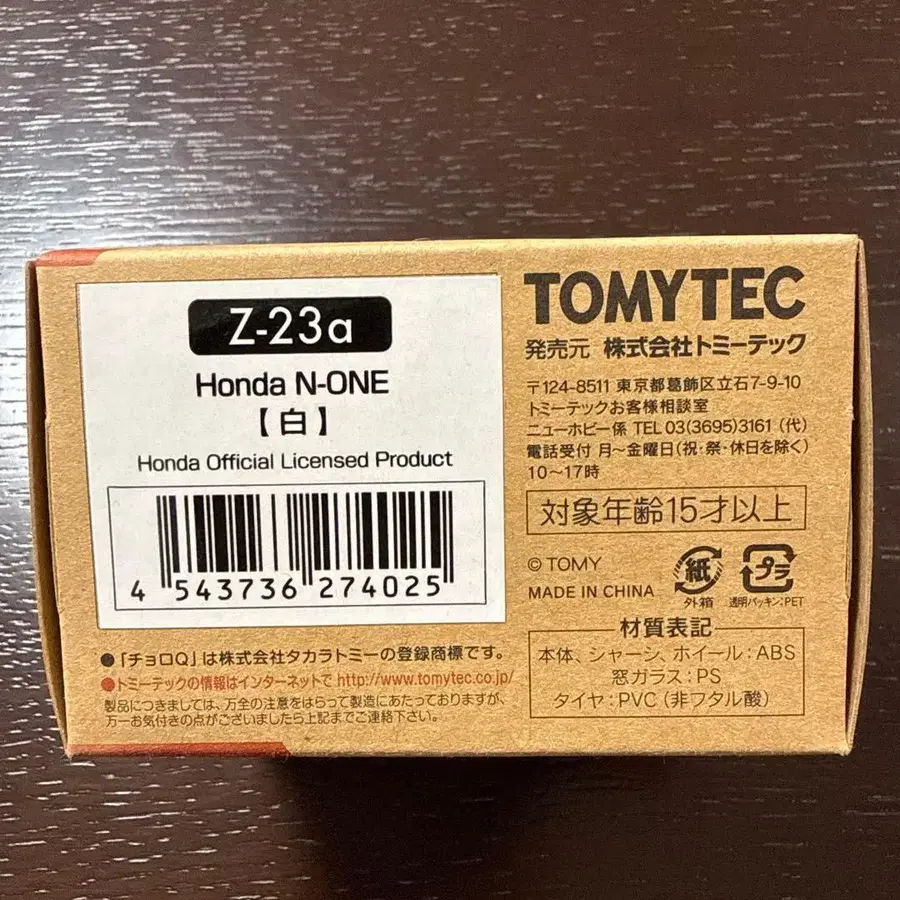 Z-23a
Honda N-ONE
【白】
Honda Official Licensed Product
4 543736 274025
TOMYTEC
発売元 株式会社トミーテック
〒124-8511 東京都葛飾区立石7-9-10
トミーテックお客様相談室
ニューホビー係 TEL 03(3695)3161 (代)
電話受付 月～金曜日(祝・祭・休日を除く)
10～17時
対象年齢15才以上
© TOMY
MADE IN CHINA
紙
外箱
プラ
透明パッキン:PET
材質表記
本体、シャーシ、ホイール:ABS
窓ガラス:PS
タイヤ:PVC (非フタル酸)
●「チョロQ」は株式会社タカラトミーの登録商標です。
●トミーテックの情報はインターネットで http://www.tomytec.co.jp/
製品につきましては、万全の注意をはらって製造にあたっておりますが、
万一お気付きの点がございましたら上記までご連絡下さい。